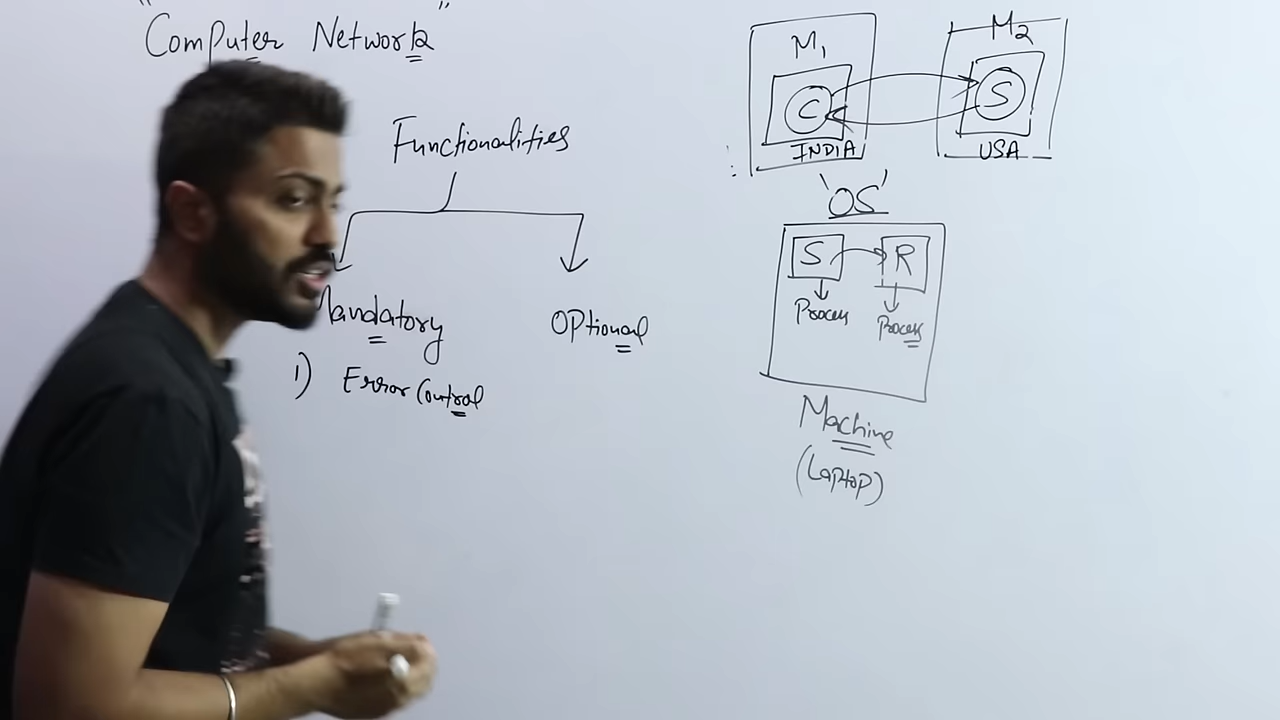 "Computer Network"
Functionalities
Mandatory
Optional
1) Error Control
M1
M2
C
S
INDIA
USA
'OS'
S
R
Process
Process
Machine
(Laptop)